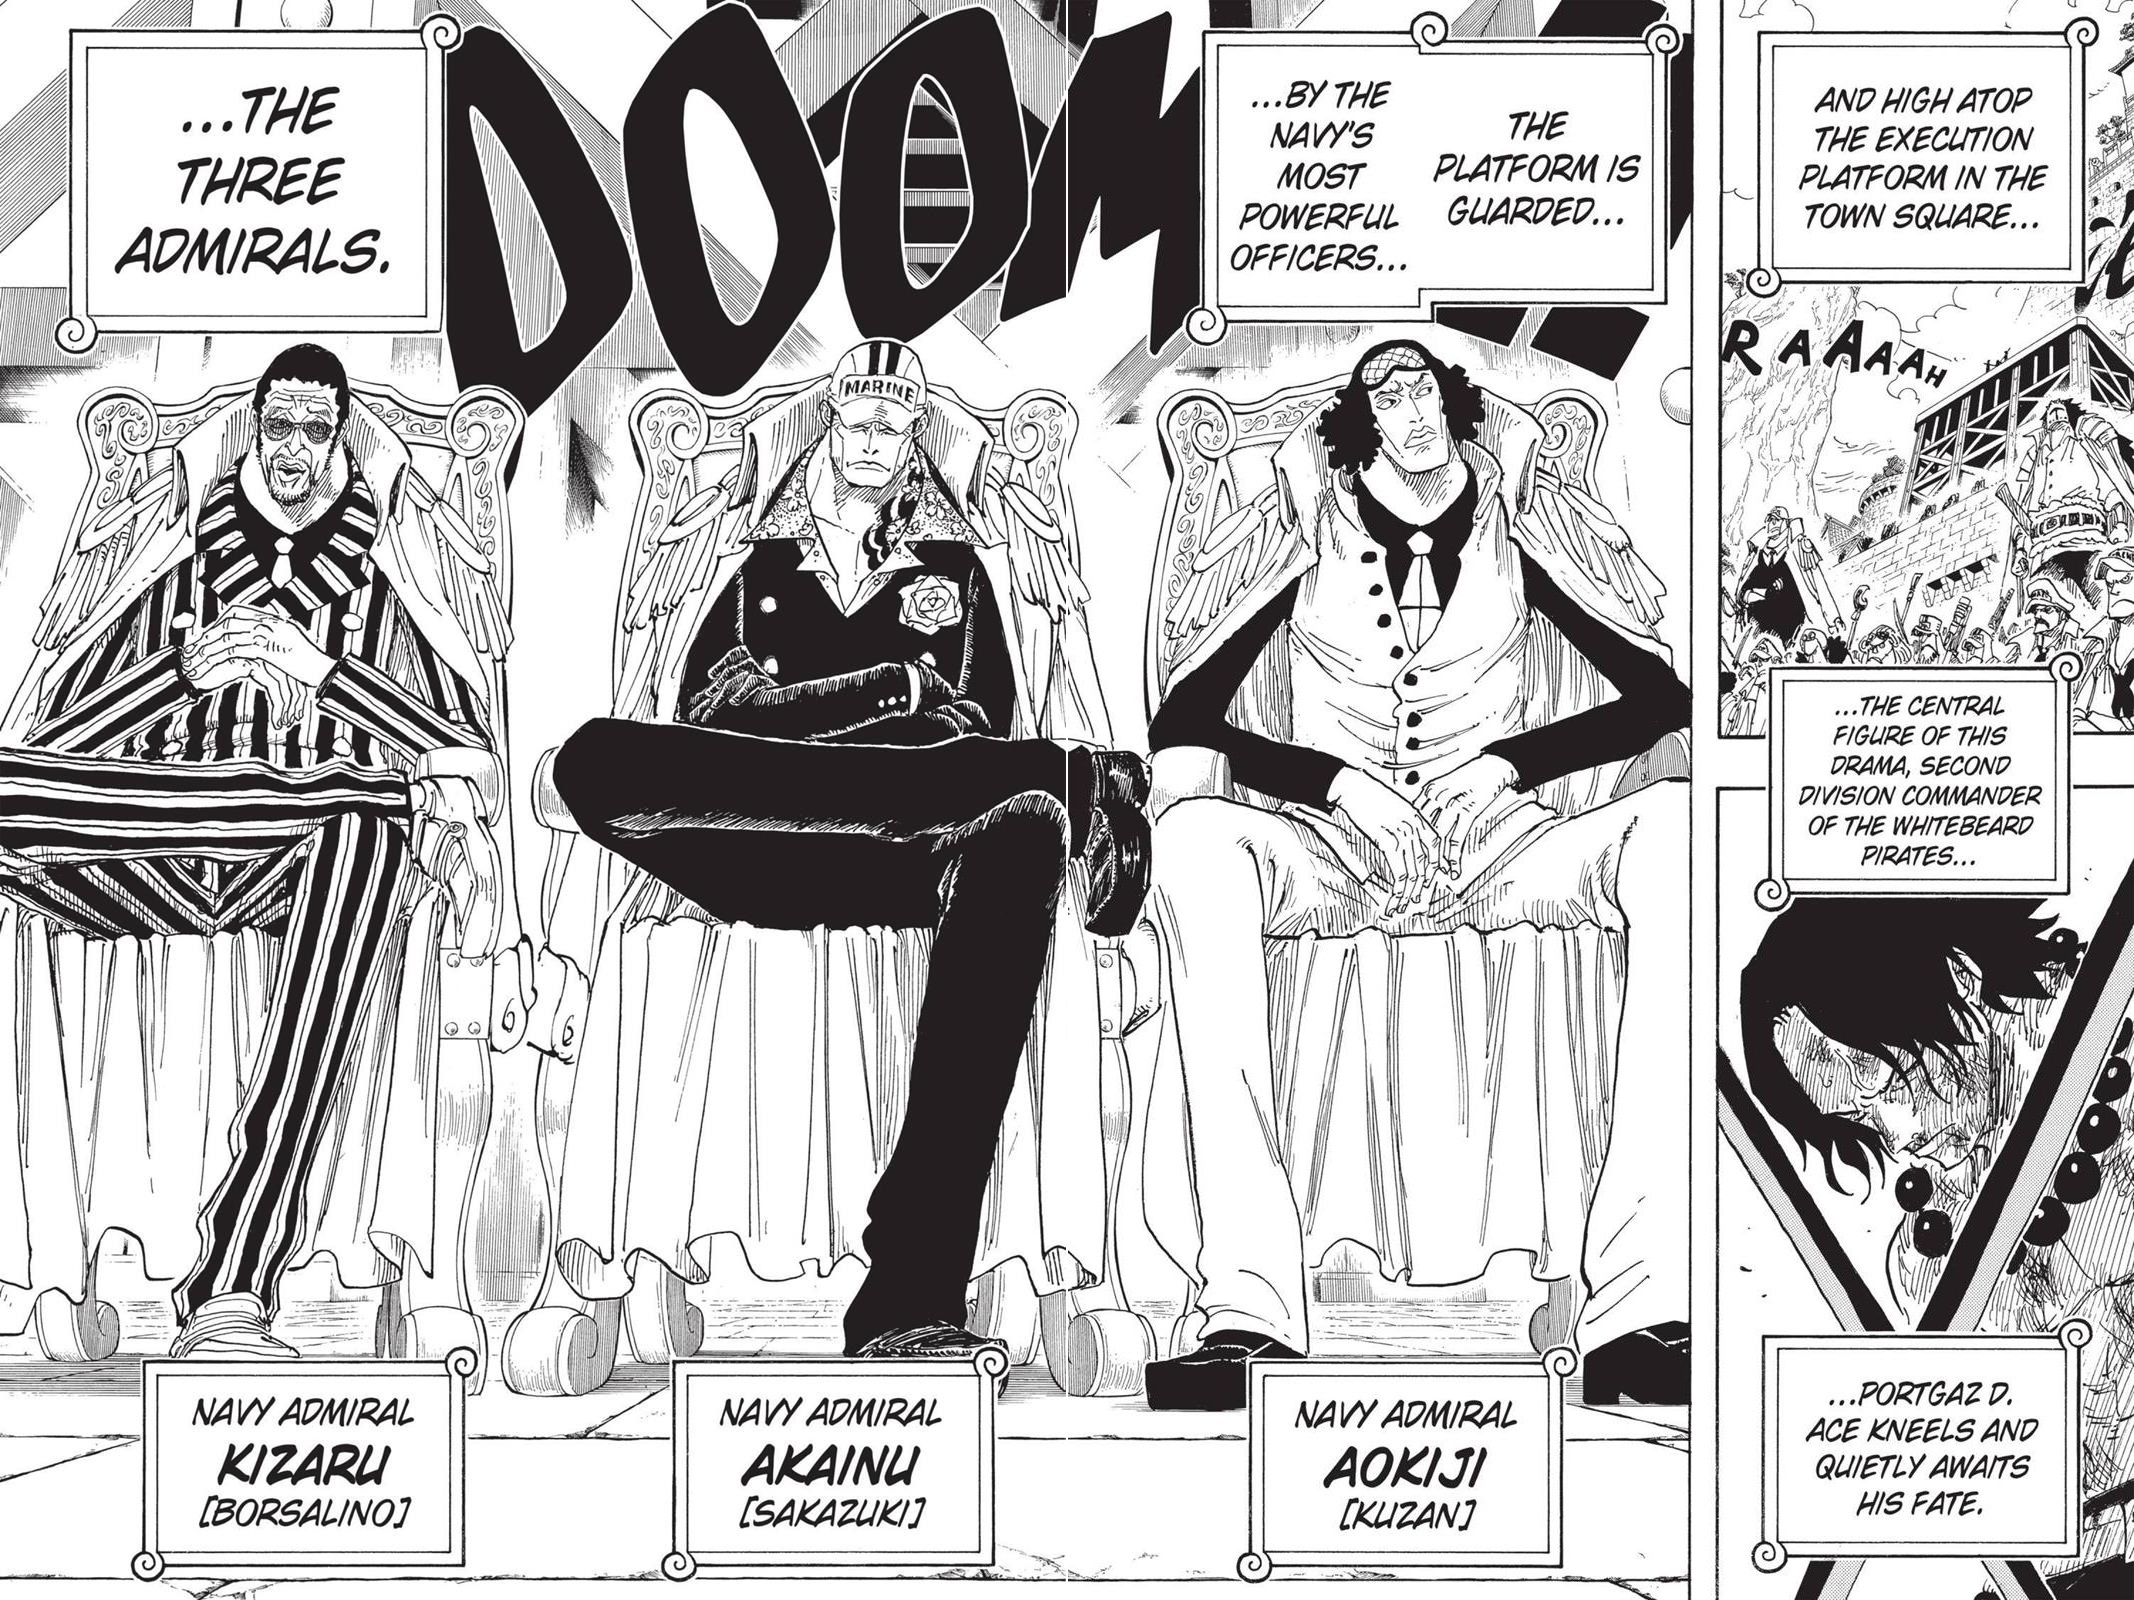 AND HIGH ATOP
THE EXECUTION
PLATFORM IN THE
TOWN SQUARE...
RAAAAH
...THE CENTRAL
FIGURE OF THIS
DRAMA, SECOND
DIVISION COMMANDER
OF THE WHITEBEARD
PIRATES...
...PORTGAZ D.
ACE KNEELS AND
QUIETLY AWAITS
HIS FATE.
THE
PLATFORM IS
GUARDED...
...BY THE
NAVY'S
MOST
POWERFUL
OFFICERS...
DOOM
...THE
THREE
ADMIRALS.
MARINE
NAVY ADMIRAL
AOKIJI
[KUZAN]
NAVY ADMIRAL
AKAINU
[SAKAZUKI]
NAVY ADMIRAL
KIZARU
[BORSALINO]